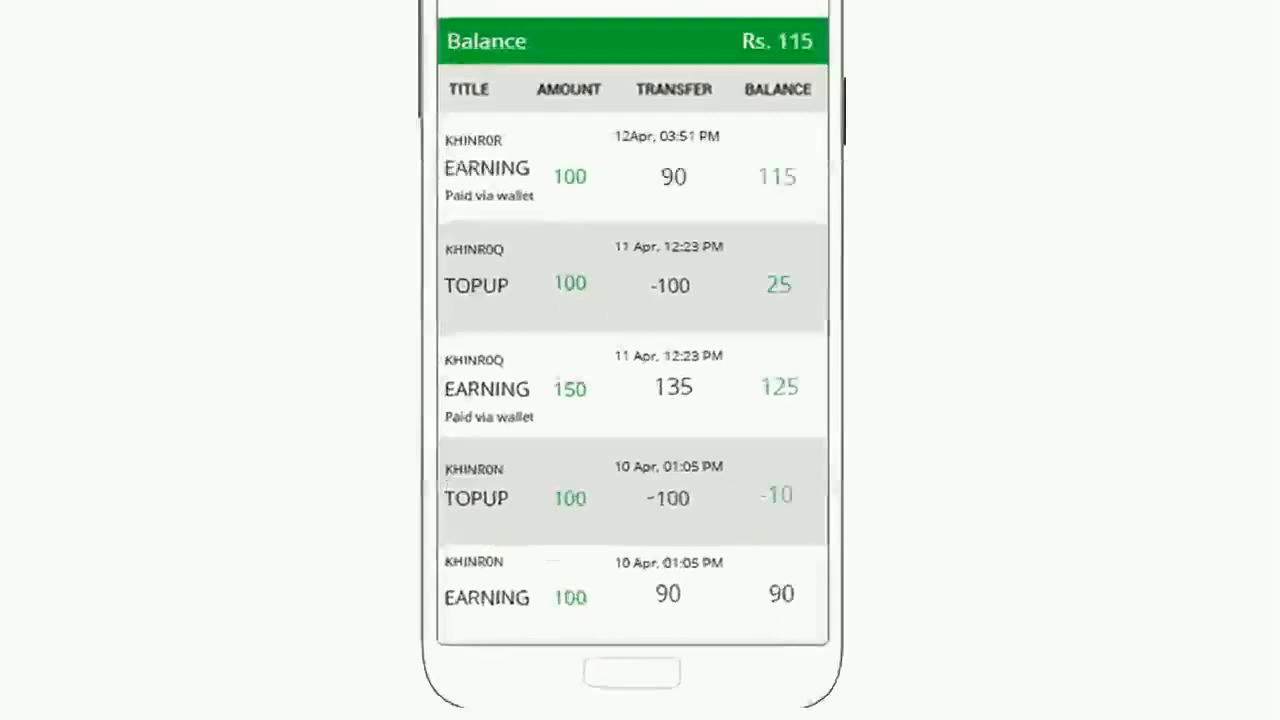 Balance Rs. 115
TITLE AMOUNT TRANSFER BALANCE
KHINR0R 12Apr, 03:51 PM
EARNING 100 90 115
Paid via wallet
KHINR0Q 11 Apr, 12:23 PM
TOPUP 100 -100 25
KHINR0Q 11 Apr, 12:23 PM
EARNING 150 135 125
Paid via wallet
KHINR0N 10 Apr, 01:05 PM
TOPUP 100 -100 -10
KHINR0N 10 Apr, 01:05 PM
EARNING 100 90 90